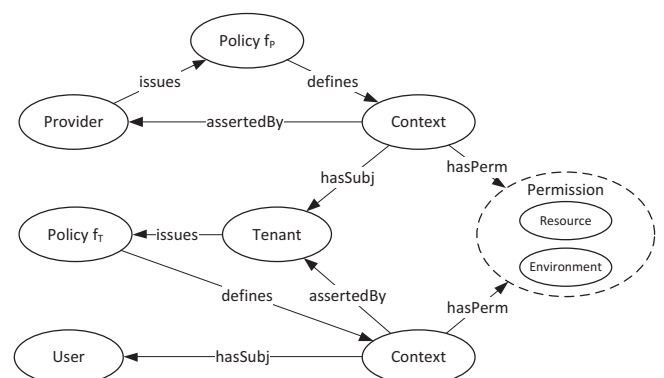 Policy fP
issues
defines
Provider
assertedBy
Context
hasSubj
hasPerm
Permission
Resource
Environment
Policy fT
issues
Tenant
defines
assertedBy
hasPerm
User
hasSubj
Context